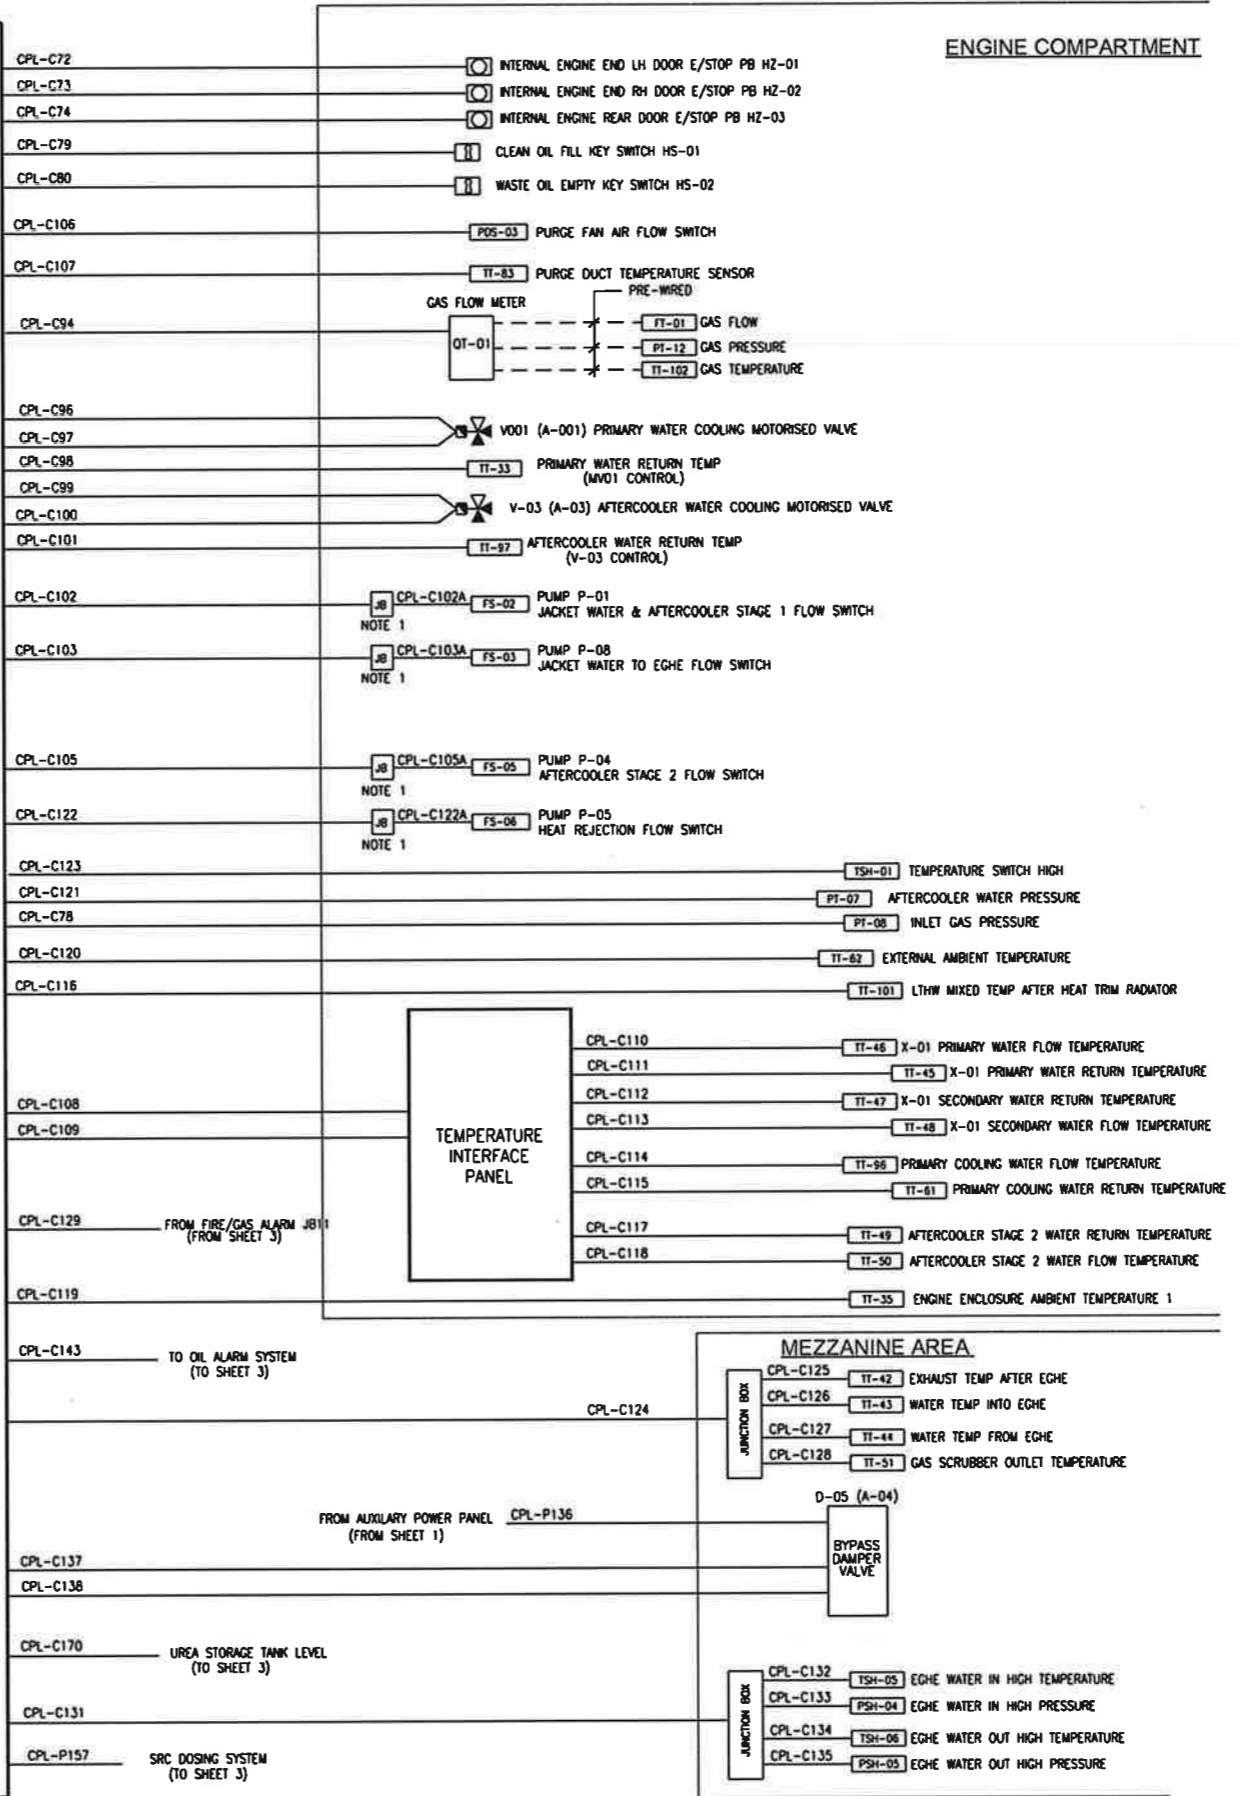 ENGINE COMPARTMENT
CPL-C72
INTERNAL ENGINE END LH DOOR E/STOP PB HZ-01
CPL-C73
INTERNAL ENGINE END RH DOOR E/STOP PB HZ-02
CPL-C74
INTERNAL ENGINE REAR DOOR E/STOP PB HZ-03
CPL-C79
CLEAN OIL FILL KEY SWITCH HS-01
CPL-C80
WASTE OIL EMPTY KEY SWITCH HS-02
CPL-C106
PDS-03 PURGE FAN AIR FLOW SWITCH
CPL-C107
TT-83 PURGE DUCT TEMPERATURE SENSOR
PRE-WIRED
GAS FLOW METER
CPL-C94
QT-01
FT-01 GAS FLOW
PT-12 GAS PRESSURE
TT-102 GAS TEMPERATURE
CPL-C96
CPL-C97
V001 (A-001) PRIMARY WATER COOLING MOTORISED VALVE
CPL-C98
TT-33 PRIMARY WATER RETURN TEMP
(MV01 CONTROL)
CPL-C99
CPL-C100
V-03 (A-03) AFTERCOOLER WATER COOLING MOTORISED VALVE
CPL-C101
TT-97 AFTERCOOLER WATER RETURN TEMP
(V-03 CONTROL)
CPL-C102
JB CPL-C102A FS-02 PUMP P-01
JACKET WATER & AFTERCOOLER STAGE 1 FLOW SWITCH
NOTE 1
CPL-C103
JB CPL-C103A FS-03 PUMP P-08
JACKET WATER TO EGHE FLOW SWITCH
NOTE 1
CPL-C105
JB CPL-C105A FS-05 PUMP P-04
AFTERCOOLER STAGE 2 FLOW SWITCH
NOTE 1
CPL-C122
JB CPL-C122A FS-06 PUMP P-05
HEAT REJECTION FLOW SWITCH
NOTE 1
CPL-C123
TSH-01 TEMPERATURE SWITCH HIGH
CPL-C121
PT-07 AFTERCOOLER WATER PRESSURE
CPL-C78
PT-08 INLET GAS PRESSURE
CPL-C120
TT-62 EXTERNAL AMBIENT TEMPERATURE
CPL-C116
TT-101 LTHW MIXED TEMP AFTER HEAT TRIM RADIATOR
CPL-C110
TT-46 X-01 PRIMARY WATER FLOW TEMPERATURE
CPL-C111
TT-45 X-01 PRIMARY WATER RETURN TEMPERATURE
CPL-C112
TT-47 X-01 SECONDARY WATER RETURN TEMPERATURE
CPL-C113
TT-48 X-01 SECONDARY WATER FLOW TEMPERATURE
CPL-C108
CPL-C109
TEMPERATURE
INTERFACE
PANEL
CPL-C114
TT-96 PRIMARY COOLING WATER FLOW TEMPERATURE
CPL-C115
TT-61 PRIMARY COOLING WATER RETURN TEMPERATURE
CPL-C129
FROM FIRE/GAS ALARM JB11
(FROM SHEET 3)
CPL-C117
TT-49 AFTERCOOLER STAGE 2 WATER RETURN TEMPERATURE
CPL-C118
TT-50 AFTERCOOLER STAGE 2 WATER FLOW TEMPERATURE
CPL-C119
TT-35 ENGINE ENCLOSURE AMBIENT TEMPERATURE 1
CPL-C143
TO OIL ALARM SYSTEM
(TO SHEET 3)
MEZZANINE AREA
CPL-C124
JUNCTION BOX
CPL-C125
TT-42 EXHAUST TEMP AFTER EGHE
CPL-C126
TT-43 WATER TEMP INTO EGHE
CPL-C127
TT-44 WATER TEMP FROM EGHE
CPL-C128
TT-51 GAS SCRUBBER OUTLET TEMPERATURE
D-05 (A-04)
FROM AUXILARY POWER PANEL CPL-P136
(FROM SHEET 1)
BYPASS
DAMPER
VALVE
CPL-C137
CPL-C138
CPL-C170
UREA STORAGE TANK LEVEL
(TO SHEET 3)
CPL-C131
JUNCTION BOX
CPL-C132
TSH-05 EGHE WATER IN HIGH TEMPERATURE
CPL-C133
PSH-04 EGHE WATER IN HIGH PRESSURE
CPL-C134
TSH-06 EGHE WATER OUT HIGH TEMPERATURE
CPL-C135
PSH-05 EGHE WATER OUT HIGH PRESSURE
CPL-P157
SRC DOSING SYSTEM
(TO SHEET 3)